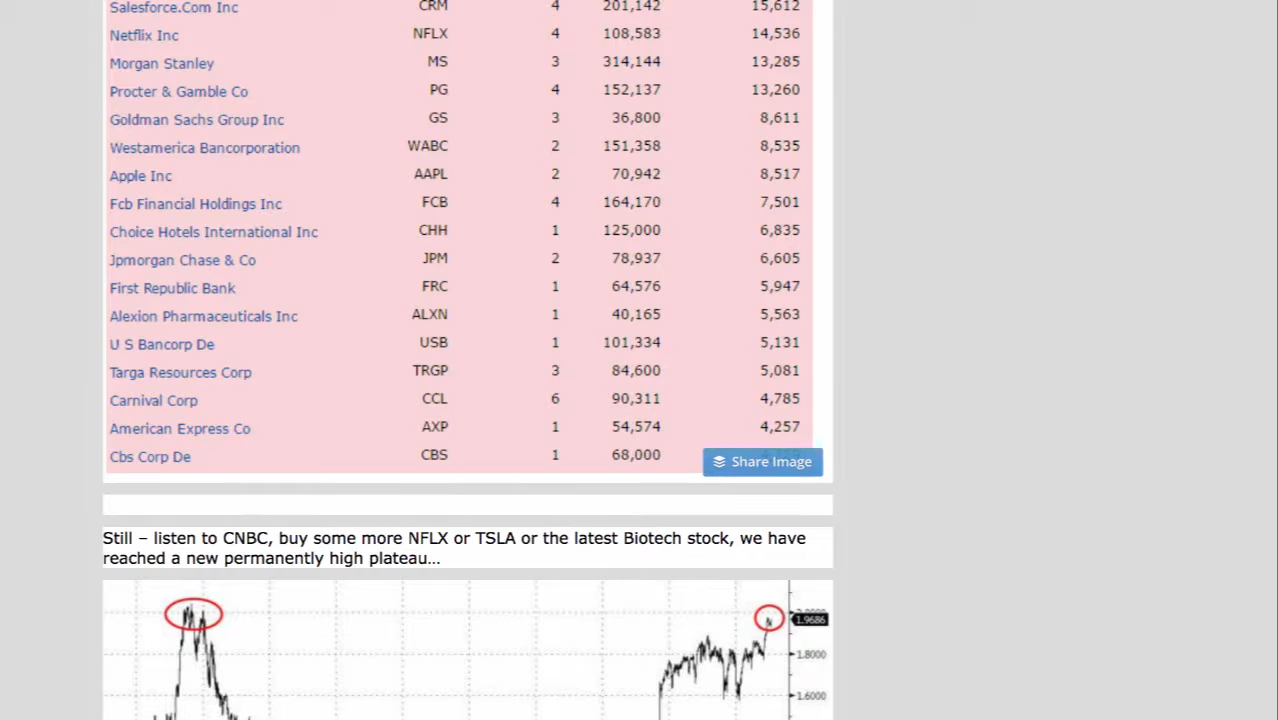 Salesforce.Com Inc CRM 4 201,142 15,612
Netflix Inc NFLX 4 108,583 14,536
Morgan Stanley MS 3 314,144 13,285
Procter & Gamble Co PG 4 152,137 13,260
Goldman Sachs Group Inc GS 3 36,800 8,611
Westamerica Bancorporation WABC 2 151,358 8,535
Apple Inc AAPL 2 70,942 8,517
Fcb Financial Holdings Inc FCB 4 164,170 7,501
Choice Hotels International Inc CHH 1 125,000 6,835
Jpmorgan Chase & Co JPM 2 78,937 6,605
First Republic Bank FRC 1 64,576 5,947
Alexion Pharmaceuticals Inc ALXN 1 40,165 5,563
U S Bancorp De USB 1 101,334 5,131
Targa Resources Corp TRGP 3 84,600 5,081
Carnival Corp CCL 6 90,311 4,785
American Express Co AXP 1 54,574 4,257
Cbs Corp De CBS 1 68,000
Share Image
Still – listen to CNBC, buy some more NFLX or TSLA or the latest Biotech stock, we have
reached a new permanently high plateau…
1.9686
1.8000
1.6000